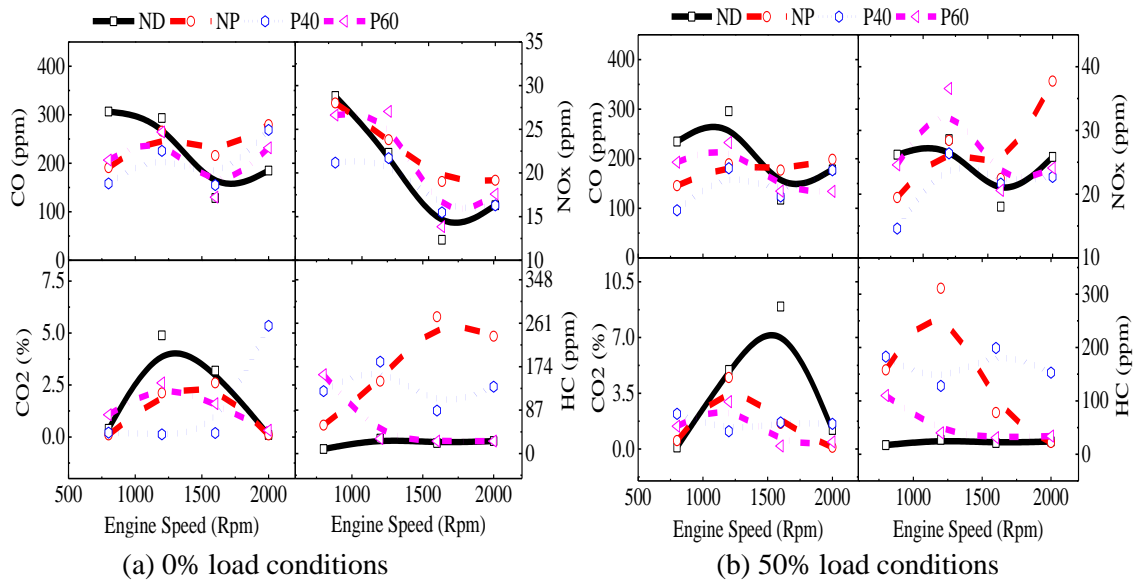 ND NP P40 P60
ND NP P40 P60
400
300
200
100
0
CO (ppm)
35
30
25
20
15
10
NOx (ppm)
7.5
5.0
2.5
0.0
CO2 (%)
348
261
174
87
0
HC (ppm)
500 1000 1500 2000
1000 1500 2000
Engine Speed (Rpm)
Engine Speed (Rpm)
(a) 0% load conditions
400
300
200
100
0
CO (ppm)
40
30
20
10
NOx (ppm)
10.5
7.0
3.5
0.0
CO2 (%)
300
200
100
0
HC (ppm)
500 1000 1500 2000
1000 1500 2000
Engine Speed (Rpm)
Engine Speed (Rpm)
(b) 50% load conditions